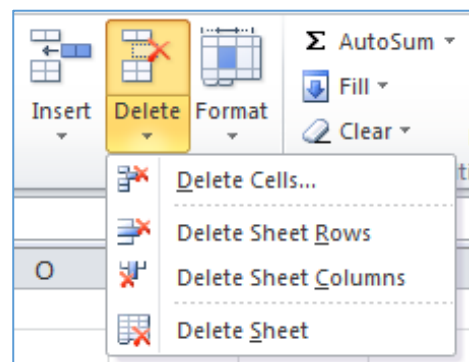 Insert Delete Format
Σ AutoSum
Fill
Clear
Delete Cells...
Delete Sheet Rows
Delete Sheet Columns
Delete Sheet
O